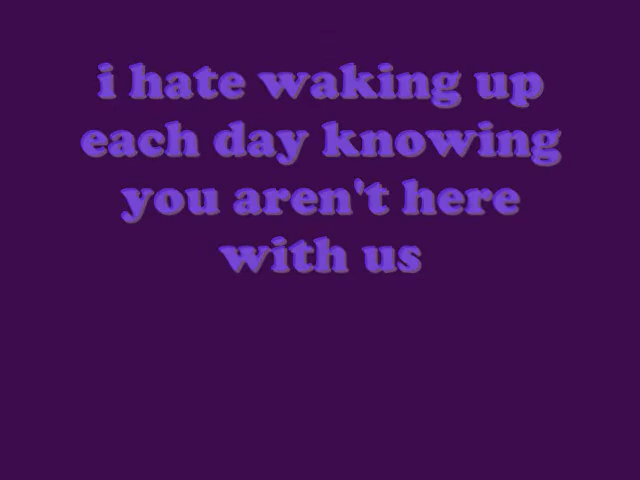 i hate waking up
each day knowing
you aren't here
with us